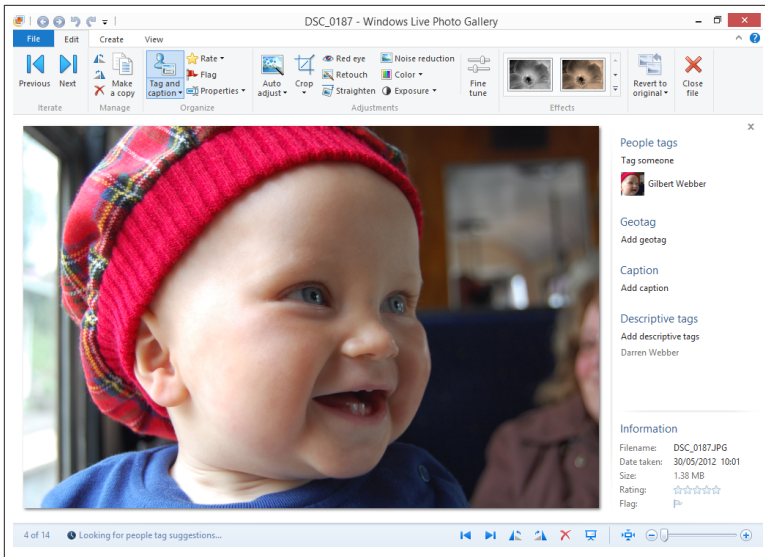 DSC_0187 - Windows Live Photo Gallery
File Edit Create View
Previous Next
Iterate
Make a copy
Manage
Tag and caption
Rate
Flag
Properties
Organize
Auto adjust
Crop
Red eye
Retouch
Straighten
Noise reduction
Color
Exposure
Fine tune
Adjustments
Effects
Revert to original
Close file
People tags
Tag someone
Gilbert Webber
Geotag
Add geotag
Caption
Add caption
Descriptive tags
Add descriptive tags
Darren Webber
Information
Filename: DSC_0187.JPG
Date taken: 30/05/2012 10:01
Size: 1.38 MB
Rating:
Flag:
4 of 14 Looking for people tag suggestions...